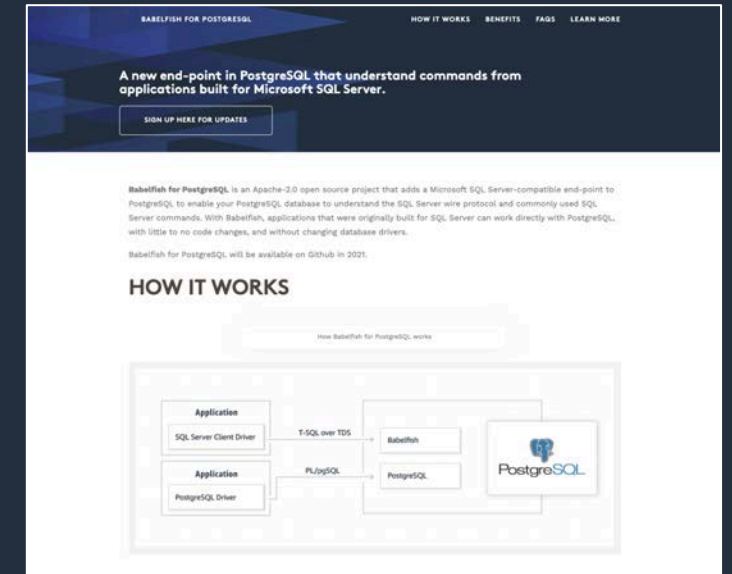 BABELFISH FOR POSTGRESQL
HOW IT WORKS BENEFITS FAQS LEARN MORE
A new end-point in PostgreSQL that understand commands from
applications built for Microsoft SQL Server.
SIGN UP HERE FOR UPDATES
Babelfish for PostgreSQL is an Apache-2.0 open source project that adds a Microsoft SQL Server-compatible end-point to
PostgreSQL to enable your PostgreSQL database to understand the SQL Server wire protocol and commonly used SQL
Server commands. With Babelfish, applications that were originally built for SQL Server can work directly with PostgreSQL,
with little to no code changes, and without changing database drivers.
Babelfish for PostgreSQL will be available on Github in 2021.
HOW IT WORKS
How Babelfish for PostgreSQL works
Application
SQL Server Client Driver
T-SQL over TDS
Babelfish
Application
PostgreSQL Driver
PL/pgSQL
PostgreSQL
PostgreSQL